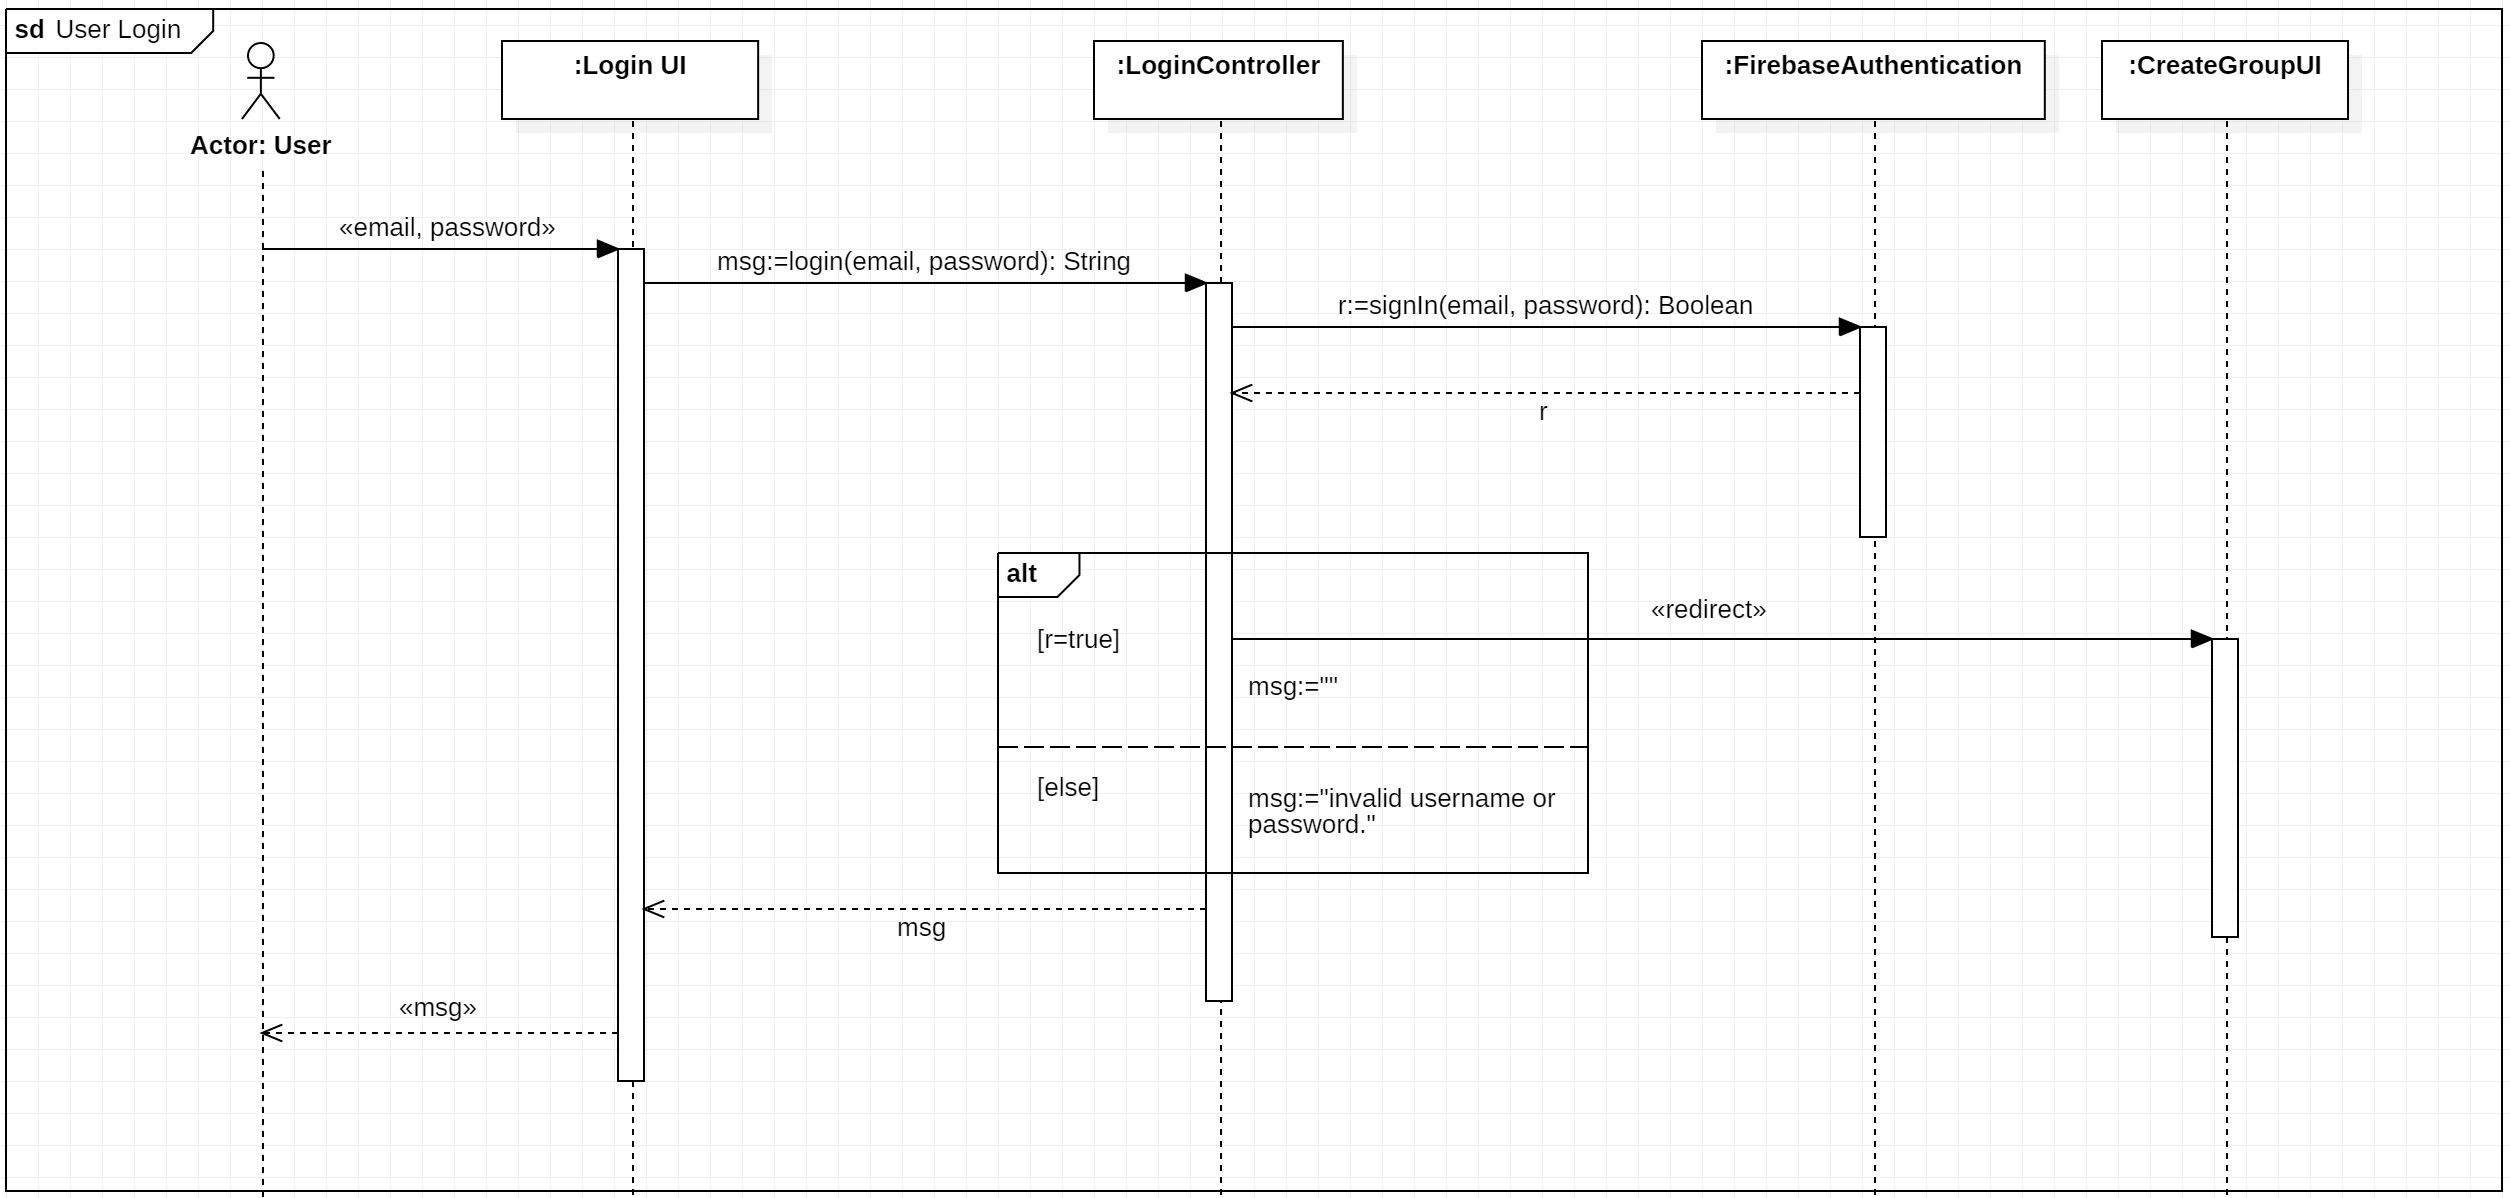 sd User Login
:Login UI
:LoginController
:FirebaseAuthentication
:CreateGroupUI
Actor: User
«email, password»
msg:=login(email, password): String
r:=signIn(email, password): Boolean
r
alt
«redirect»
[r=true]
msg:=""
[else]
msg:="invalid username or
password."
msg
«msg»